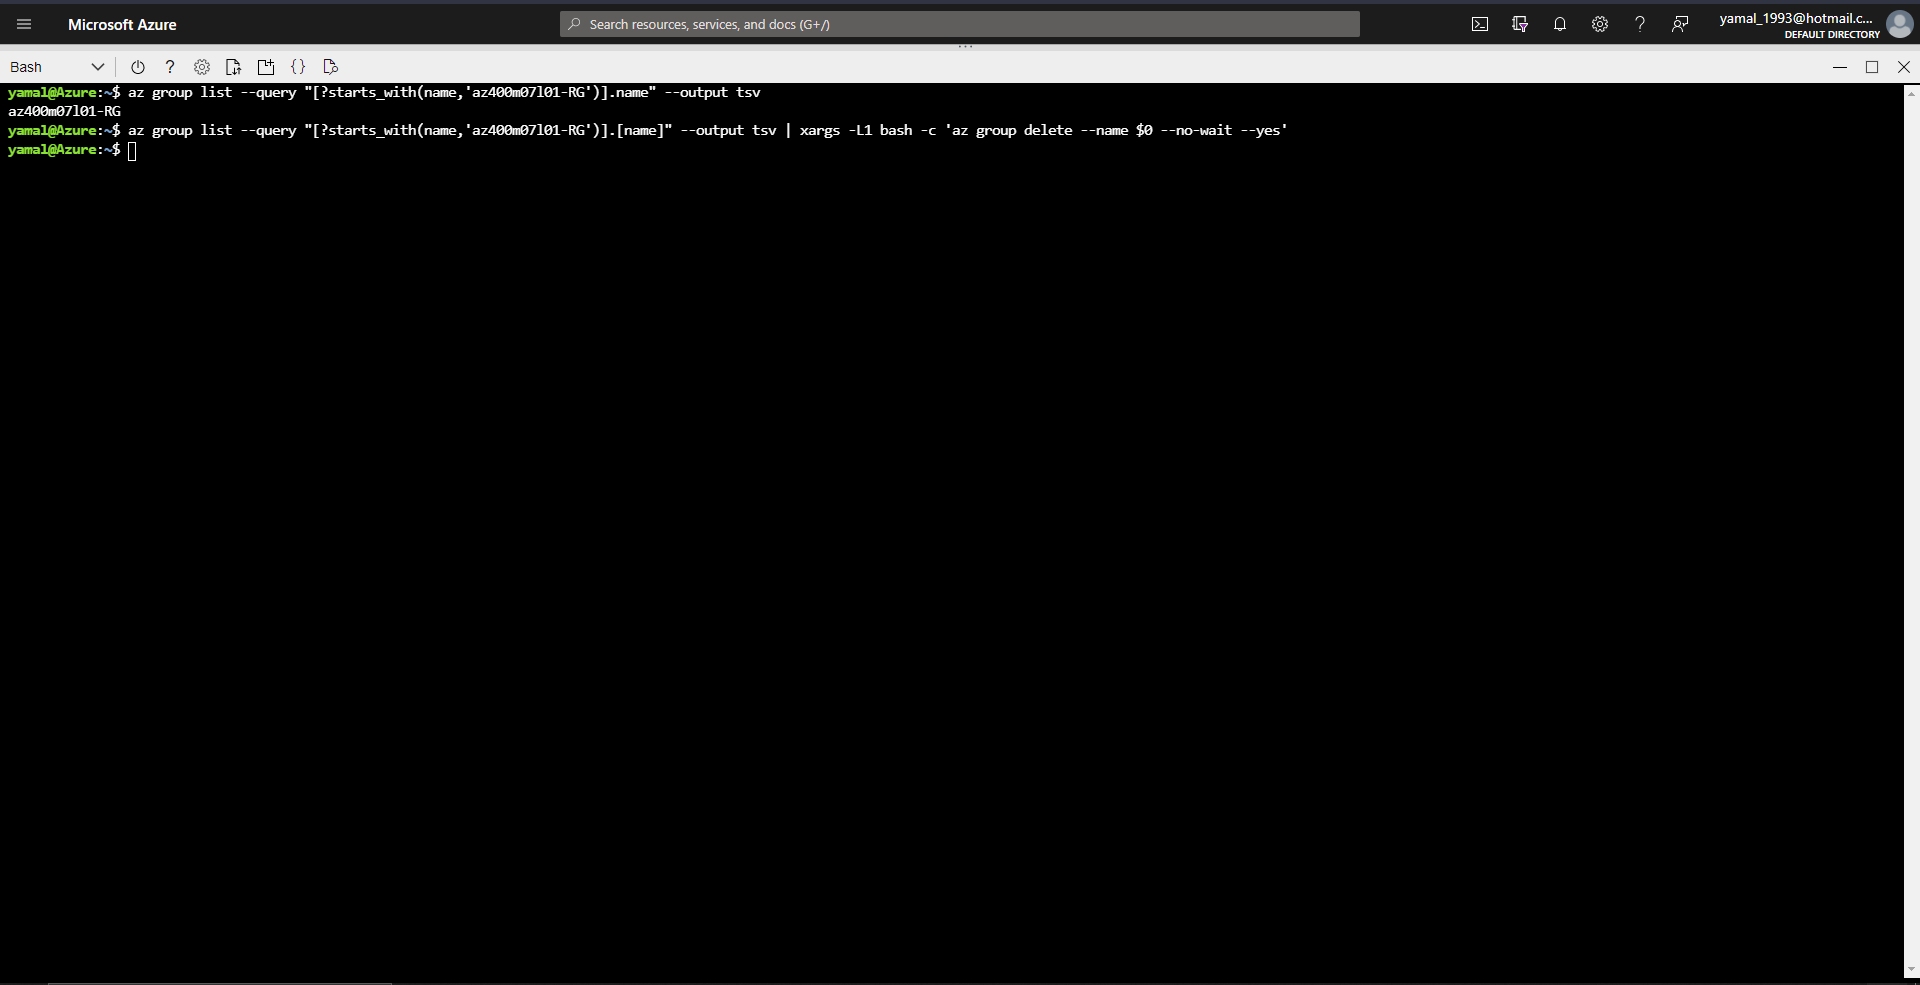 Microsoft Azure
Search resources, services, and docs (G+/)
yamal_1993@hotmail.c...
DEFAULT DIRECTORY
Bash
yamal@Azure:~$ az group list --query "[?starts_with(name,'az400m07l01-RG')].name" --output tsv
az400m07l01-RG
yamal@Azure:~$ az group list --query "[?starts_with(name,'az400m07l01-RG')].[name]" --output tsv | xargs -L1 bash -c 'az group delete --name $0 --no-wait --yes'
yamal@Azure:~$